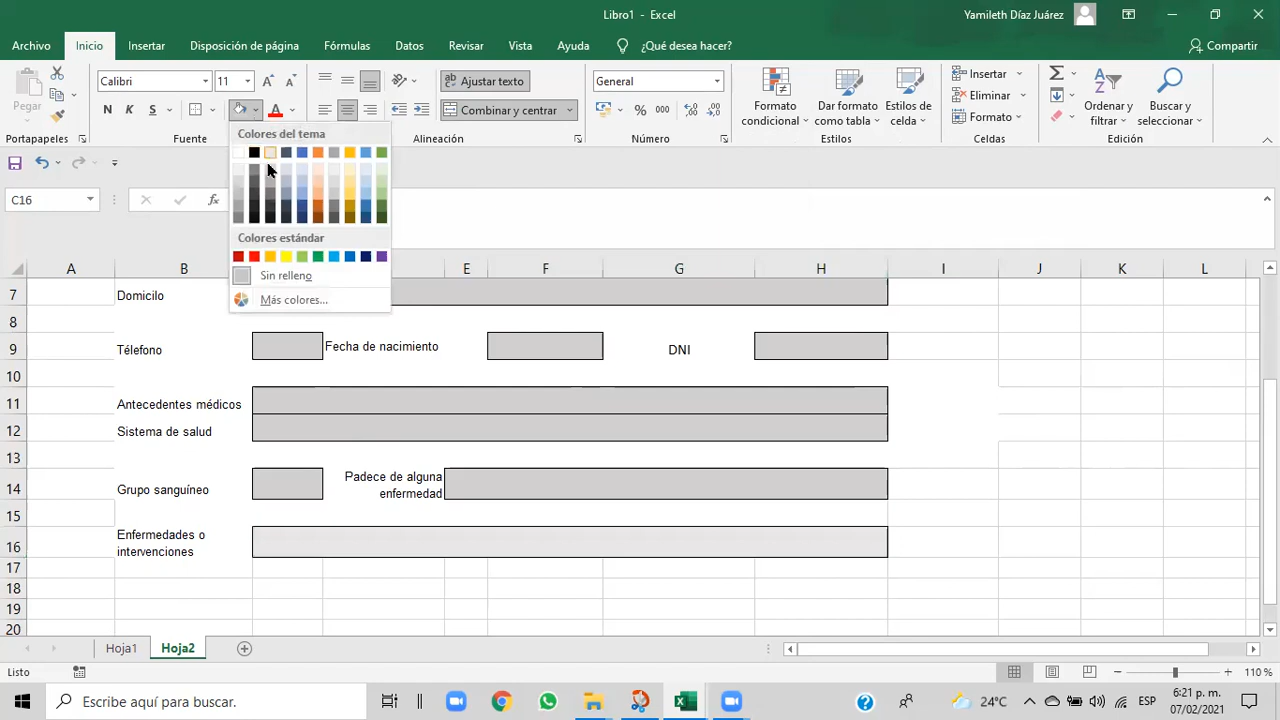 Libro1 - Excel
Yamileth Díaz Juárez
Archivo Inicio Insertar Disposición de página Fórmulas Datos Revisar Vista Ayuda ¿Qué desea hacer? Compartir
Pegar
Calibri 11
N K S
Ajustar texto
Combinar y centrar
General
% 000
Formato condicional
Dar formato como tabla
Estilos de celda
Insertar
Eliminar
Formato
Ordenar y filtrar
Buscar y seleccionar
Portapapeles Fuente Alineación Número Estilos Celdas Edición
Colores del tema
Colores estándar
Sin relleno
Más colores...
C16 fx
A B E F G H I J K L
7 Domicilo
8
9 Télefono Fecha de nacimiento DNI
10
11 Antecedentes médicos
12 Sistema de salud
13
14 Grupo sanguíneo Padece de alguna enfermedad
15
16 Enfermedades o intervenciones
17
18
19
20
Hoja1 Hoja2
Listo 110 %
Escribe aquí para buscar. 24°C ESP 6:21 p. m.
07/02/2021